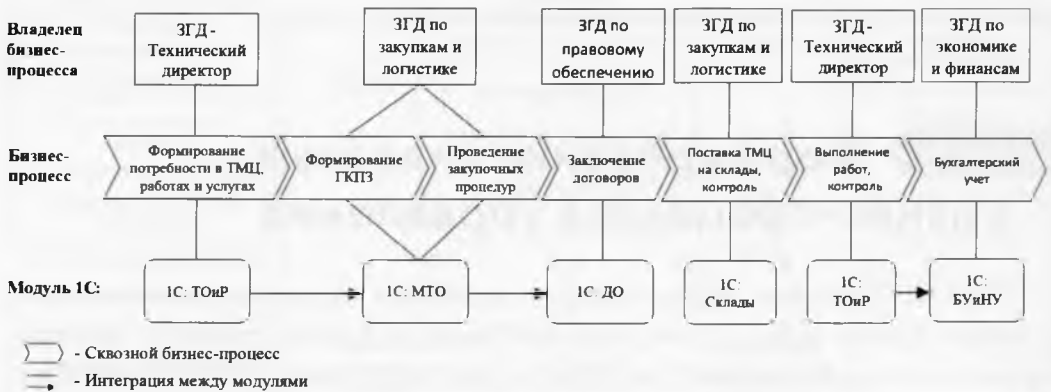 Владелец
бизнес-
процесса
ЗГД -
Технический
директор
ЗГД по
закупкам и
логистике
ЗГД по
правовому
обеспечению
ЗГД по
закупкам и
логистике
ЗГД-
Технический
директор
ЗГД по
экономике
и финансам
Бизнес-
процесс
Формирование
потребности в ТМЦ,
работах и услугах
Формирование
ГКПЗ
Проведение
закупочных
процедур
Заключение
договоров
Поставка ТМЦ
на склады,
контроль
Выполнение
работ,
контроль
Бухгалтерский
учет
Модуль 1С:
1С: ТОиР
1С: МТО
1С: ДО
1С:
Склады
1С:
ТОиР
1С:
БУиНУ
- Сквозной бизнес-процесс
- Интеграция между модулями